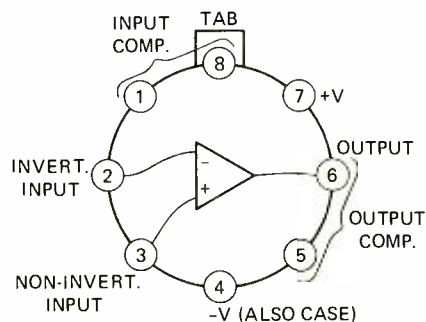 INPUT
COMP.
TAB
8
1
7
+V
INVERT.
INPUT
2
−
+
OUTPUT
6
OUTPUT
COMP.
3
5
NON-INVERT.
INPUT
4
−V (ALSO CASE)